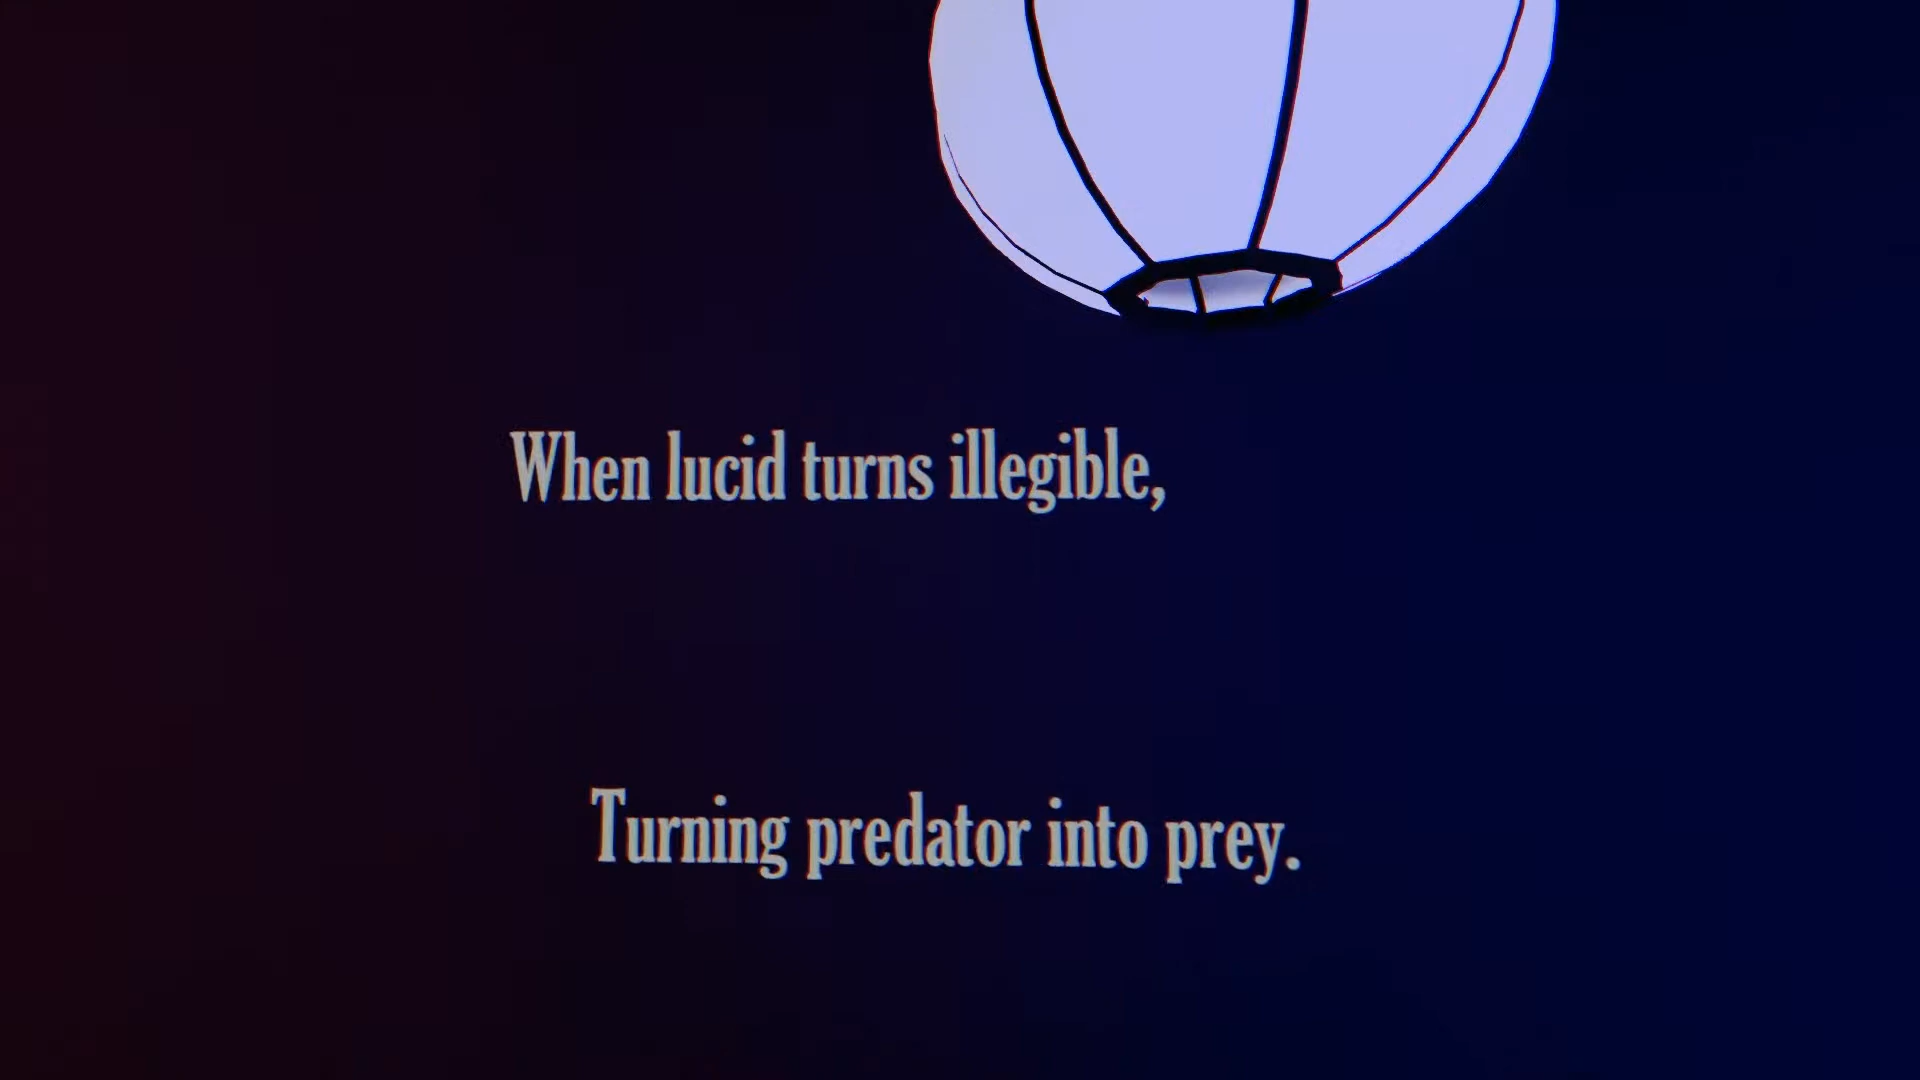 When lucid turns illegible,
Turning predator into prey.